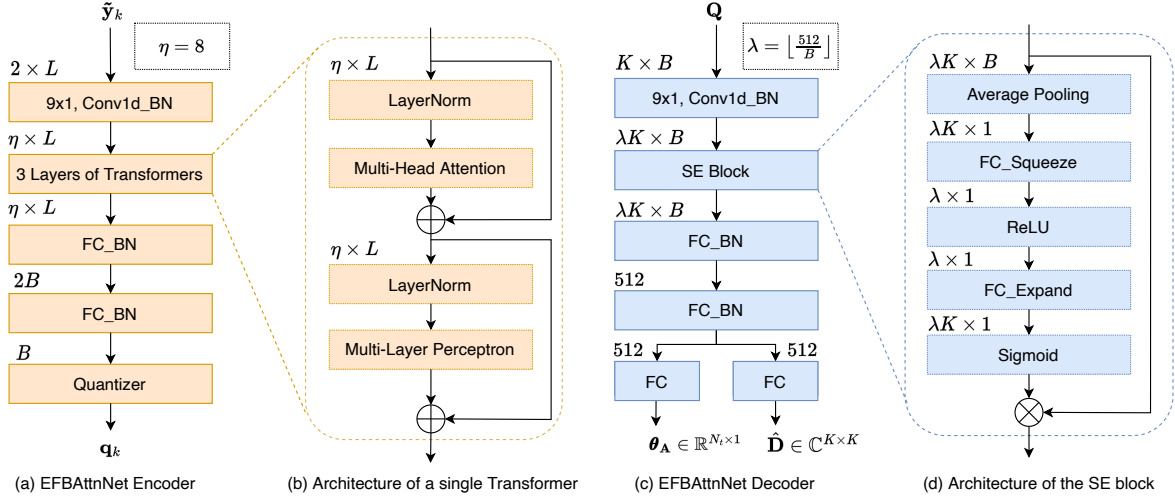 ỹ_k
η = 8
2 × L
9x1, Conv1d_BN
η × L
3 Layers of Transformers
η × L
FC_BN
2B
FC_BN
B
Quantizer
q_k
(a) EFBAttnNet Encoder
η × L
LayerNorm
Multi-Head Attention
η × L
LayerNorm
Multi-Layer Perceptron
(b) Architecture of a single Transformer
Q
λ = ⌊512/B⌋
K × B
9x1, Conv1d_BN
λK × B
SE Block
λK × B
FC_BN
512
FC_BN
512
512
FC
FC
θ_A ∈ ℝ^{N_t×1}
D̂ ∈ ℂ^{K×K}
(c) EFBAttnNet Decoder
λK × B
Average Pooling
λK × 1
FC_Squeeze
λ × 1
ReLU
λ × 1
FC_Expand
λK × 1
Sigmoid
(d) Architecture of the SE block